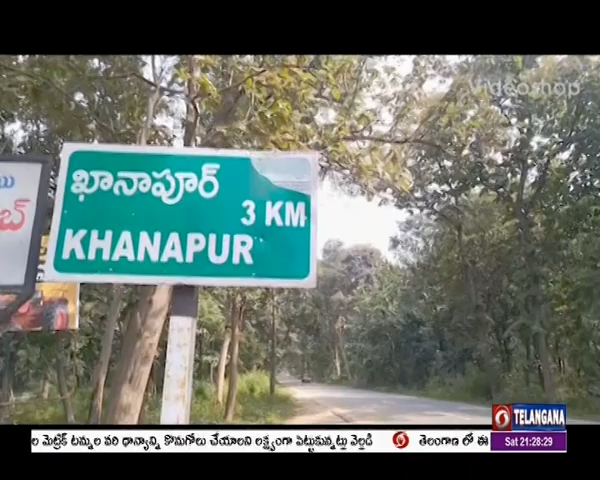 Videoshop
ఖానాపూర్
3 KM
KHANAPUR
TELANGANA
Sat 21:28:29
ల మెట్రిక్ టన్నుల వరి ధాన్యాన్ని కొనుగోలు చేయాలని లక్ష్యంగా పెట్టుకున్నట్టు వెల్లడి తెలంగాణ లో ఈ